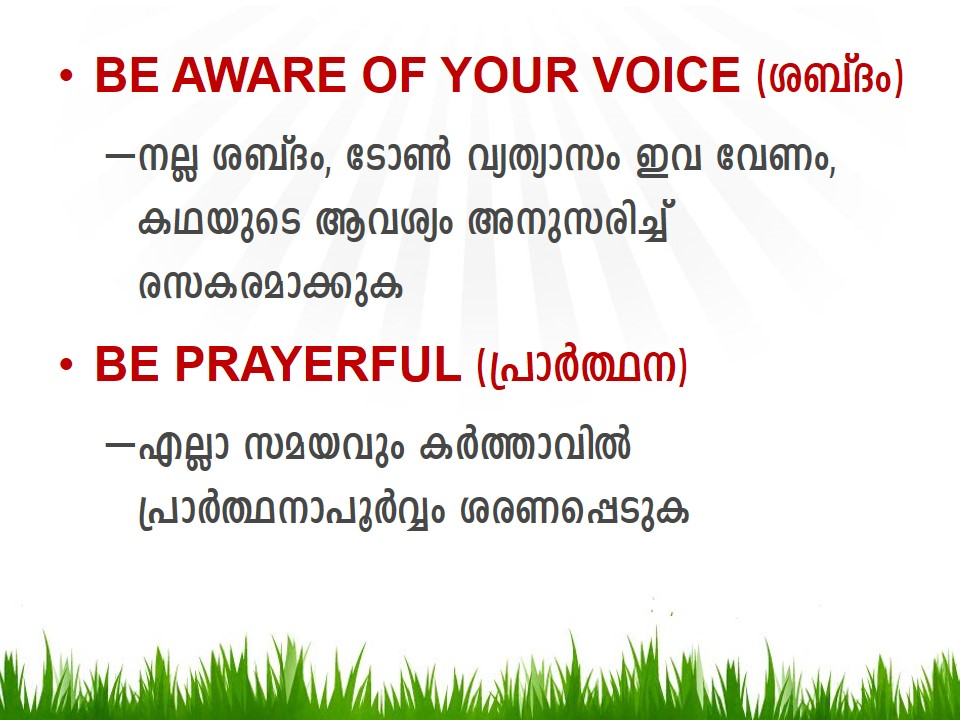 • BE AWARE OF YOUR VOICE (ശബ്ദം)
–നല്ല ശബ്ദം, ടോൺ വ്യത്യാസം ഇവ വേണം,
കഥയുടെ ആവശ്യം അനുസരിച്ച്
രസകരമാക്കുക
• BE PRAYERFUL (പ്രാർത്ഥന)
–എല്ലാ സമയവും കർത്താവിൽ
പ്രാർത്ഥനാപൂർവ്വം ശരണപ്പെടുക